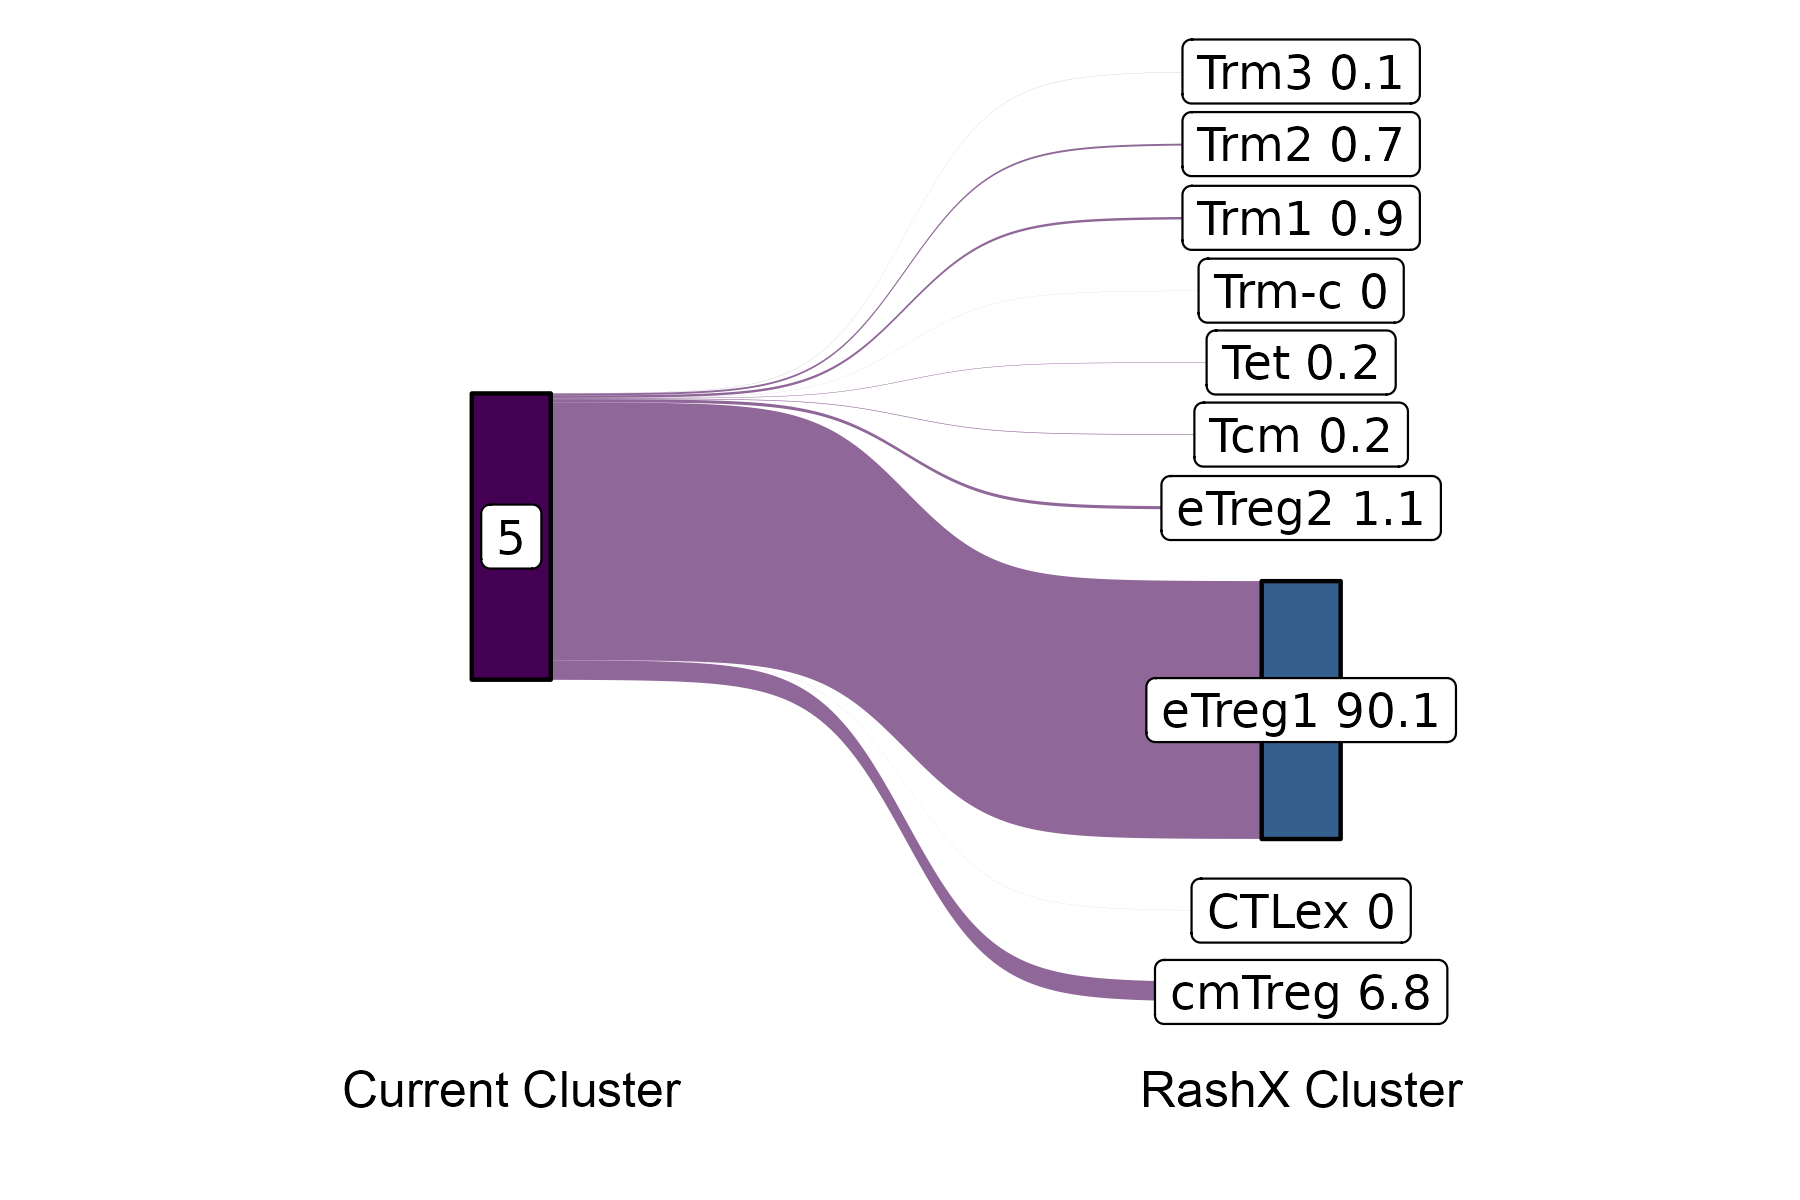 Trm3 0.1
Trm2 0.7
Trm1 0.9
Trm-c 0
Tet 0.2
Tcm 0.2
eTreg2 1.1
5
eTreg1 90.1
CTLex 0
cmTreg 6.8
Current Cluster
RashX Cluster